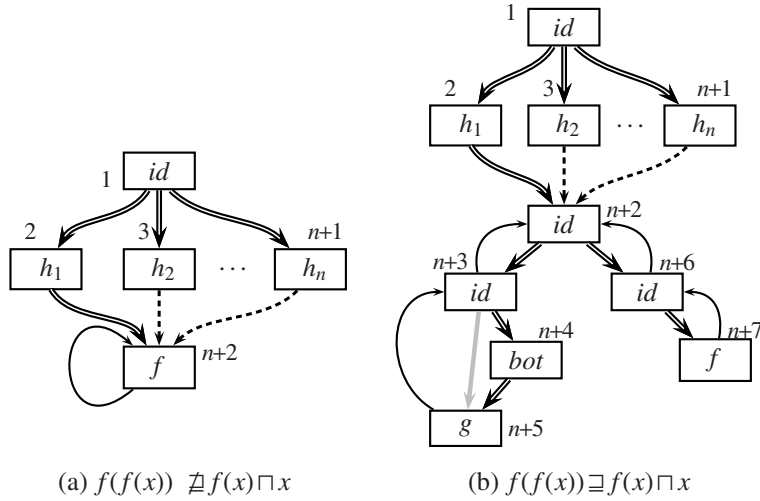 1 id
2 3 n+1
h₁ h₂ ... hₙ
n+2 f
(a) f(f(x)) ⋣ f(x)⊓x
1 id
2 3 n+1
h₁ h₂ ... hₙ
id n+2
n+3 id
n+6 id
n+4 bot
n+7 f
g n+5
(b) f(f(x))⊒f(x)⊓x